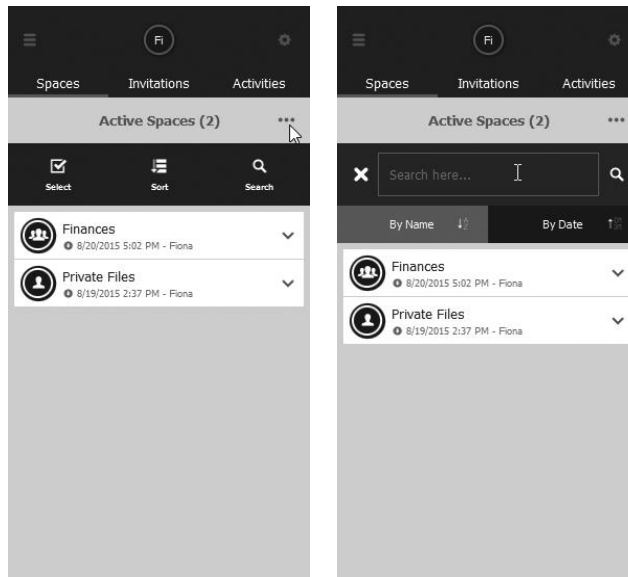 Fi
Spaces Invitations Activities
Active Spaces (2)
Select Sort Search
Finances
8/20/2015 5:02 PM - Fiona
Private Files
8/19/2015 2:37 PM - Fiona
Fi
Spaces Invitations Activities
Active Spaces (2)
Search here...
By Name By Date
Finances
8/20/2015 5:02 PM - Fiona
Private Files
8/19/2015 2:37 PM - Fiona